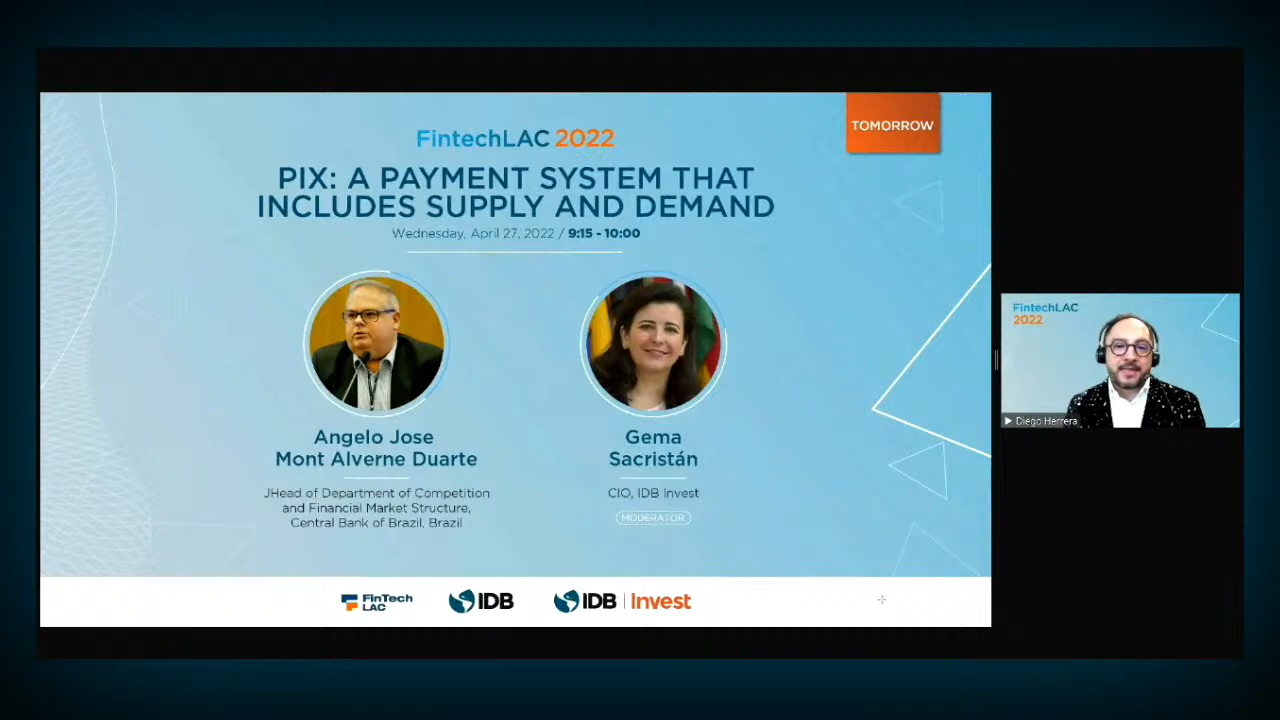 TOMORROW
FintechLAC 2022
PIX: A PAYMENT SYSTEM THAT
INCLUDES SUPPLY AND DEMAND
Wednesday, April 27, 2022 / 9:15 - 10:00
Angelo Jose
Mont Alverne Duarte
JHead of Department of Competition
and Financial Market Structure,
Central Bank of Brazil, Brazil
Gema
Sacristán
CIO, IDB Invest
MODERATOR
FinTech
LAC
IDB
IDB | Invest
FintechLAC
2022
Diego Herrera